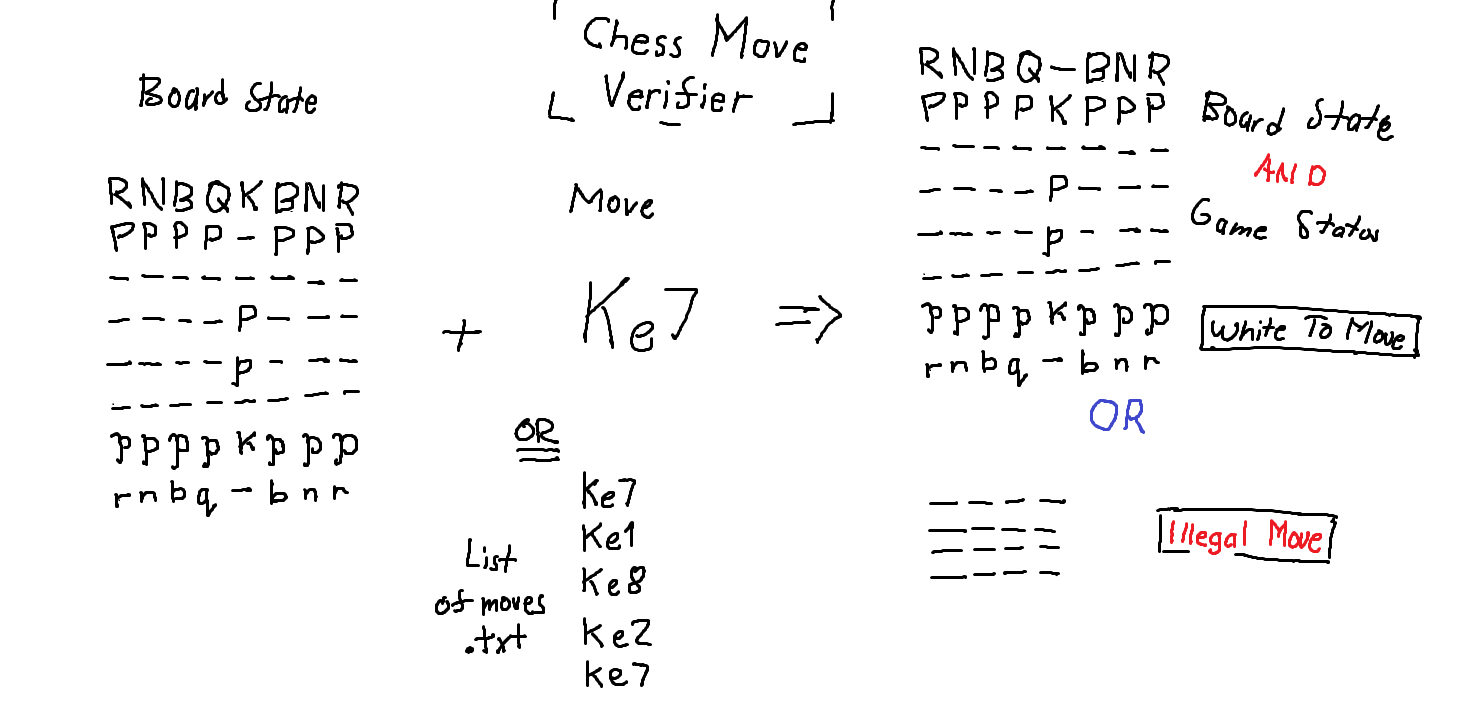 Chess Move
Verifier
Board State
RNBQKBNR
PPPP-PPP
--------
----P---
----p---
--------
ppppKppp
rnbq-bnr
+
Move
Ke7
OR
List
of moves
.txt
Ke7
Ke1
Ke8
Ke2
Ke7
=>
RNBQ-BNR
PPPPKPPP
--------
----P---
----p---
--------
ppppKppp
rnbq-bnr
Board State
AND
Game Status
White To Move
OR
----
----
----
----
Illegal Move